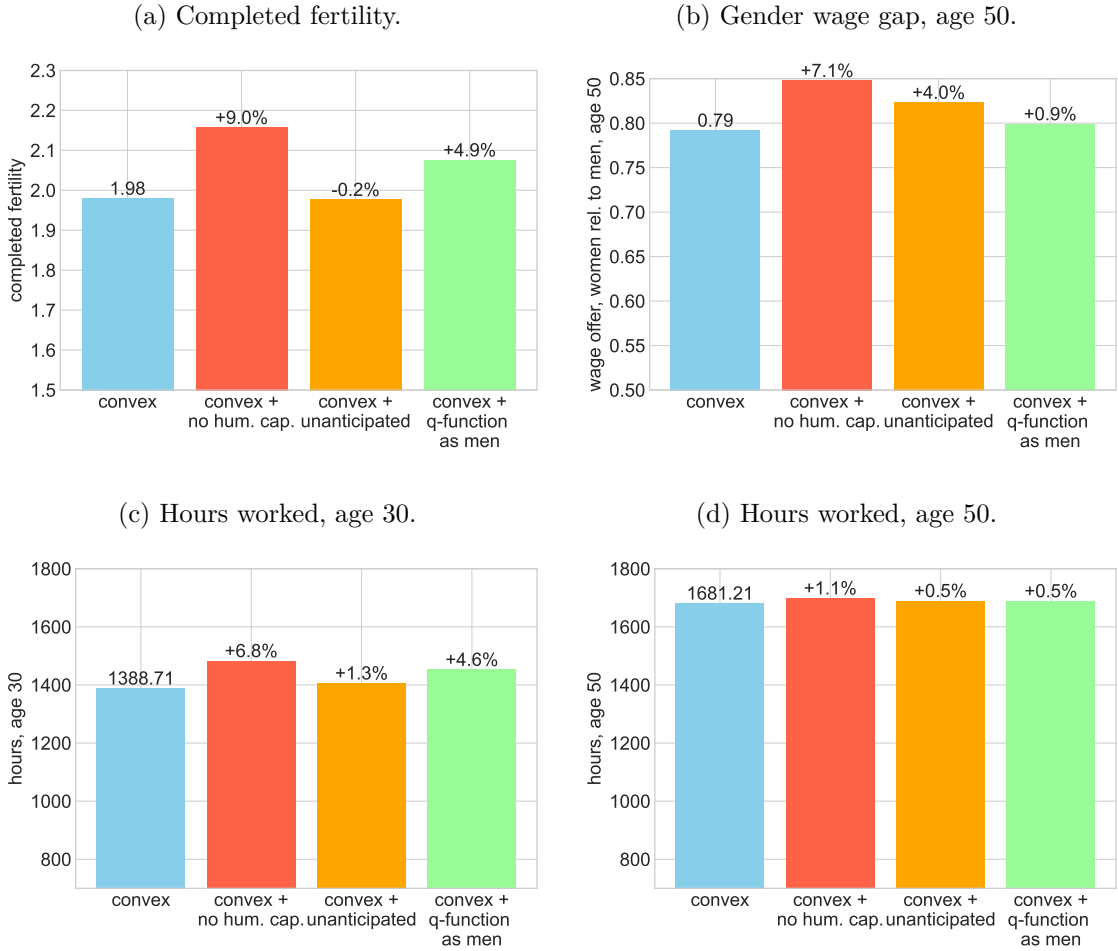 (a) Completed fertility.
completed fertility
2.3
2.2
2.1
2.0
1.9
1.8
1.7
1.6
1.5
1.98
+9.0%
-0.2%
+4.9%
convex
convex +
no hum. cap.
convex +
unanticipated
convex +
q-function
as men
(b) Gender wage gap, age 50.
wage offer, women rel. to men, age 50
0.85
0.80
0.75
0.70
0.65
0.60
0.55
0.50
0.79
+7.1%
+4.0%
+0.9%
convex
convex +
no hum. cap.
convex +
unanticipated
convex +
q-function
as men
(c) Hours worked, age 30.
hours, age 30
1800
1600
1400
1200
1000
800
1388.71
+6.8%
+1.3%
+4.6%
convex
convex +
no hum. cap.
convex +
unanticipated
convex +
q-function
as men
(d) Hours worked, age 50.
hours, age 50
1800
1600
1400
1200
1000
800
1681.21
+1.1%
+0.5%
+0.5%
convex
convex +
no hum. cap.
convex +
unanticipated
convex +
q-function
as men